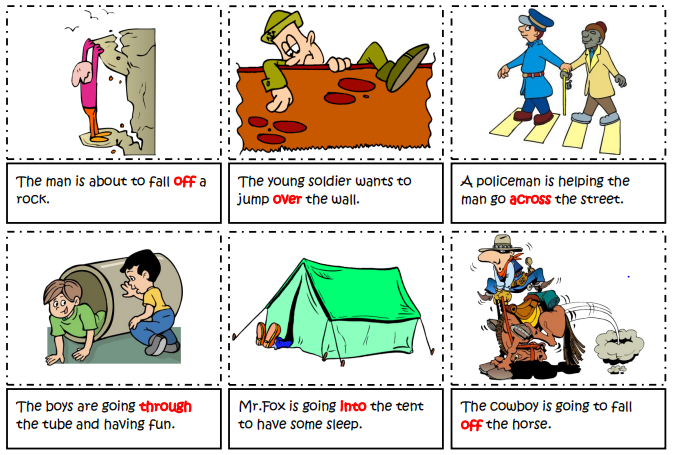 The man is about to fall off a
rock.
The young soldier wants to
jump over the wall.
A policeman is helping the
man go across the street.
The boys are going through
the tube and having fun.
Mr.Fox is going into the tent
to have some sleep.
The cowboy is going to fall
off the horse.